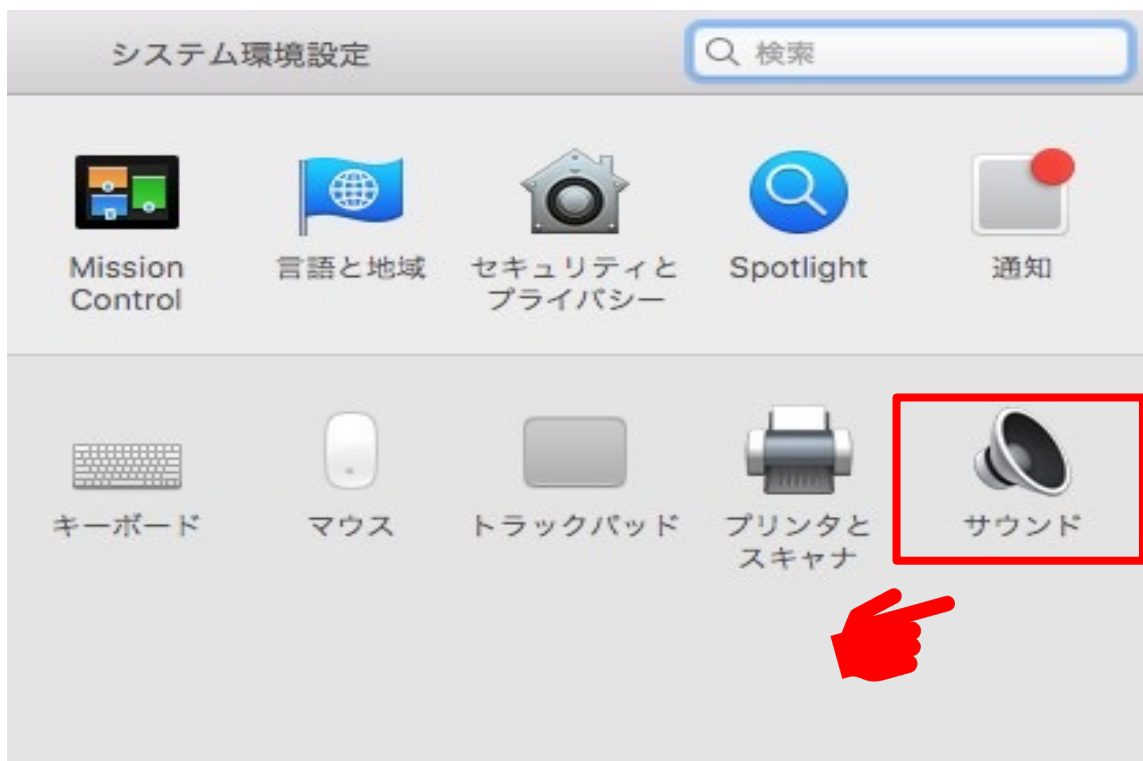 システム環境設定
検索
Mission
Control
言語と地域
セキュリティと
プライバシー
Spotlight
通知
キーボード
マウス
トラックパッド
プリンタと
スキャナ
サウンド